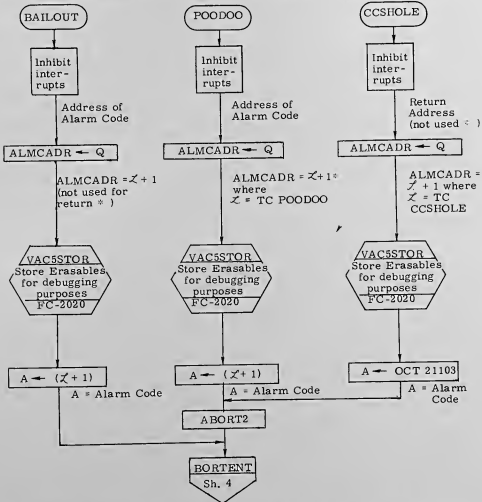 BAILOUT
Inhibit
inter-
rupts
Address of
Alarm Code
ALMCADR ← Q
ALMCADR = 𝓛 + 1
(not used for
return * )
VAC5STOR
Store Erasables
for debugging
purposes
FC-2020
A ← (𝓛 + 1)
A = Alarm Code
POODOO
Inhibit
inter-
rupts
Address of
Alarm Code
ALMCADR ← Q
ALMCADR = 𝓛+1*
where
𝓛 = TC POODOO
VAC5STOR
Store Erasables
for debugging
purposes
FC-2020
A ← (𝓛 + 1)
A = Alarm Code
CCSHOLE
Inhibit
inter-
rupts
Return
Address
(not used * )
ALMCADR ← Q
ALMCADR =
𝓛 + 1 where
𝓛 = TC
CCSHOLE
VAC5STOR
Store Erasables
for debugging
purposes
FC-2020
A ← OCT 21103
A = Alarm
Code
ABORT2
BORTENT
Sh. 4